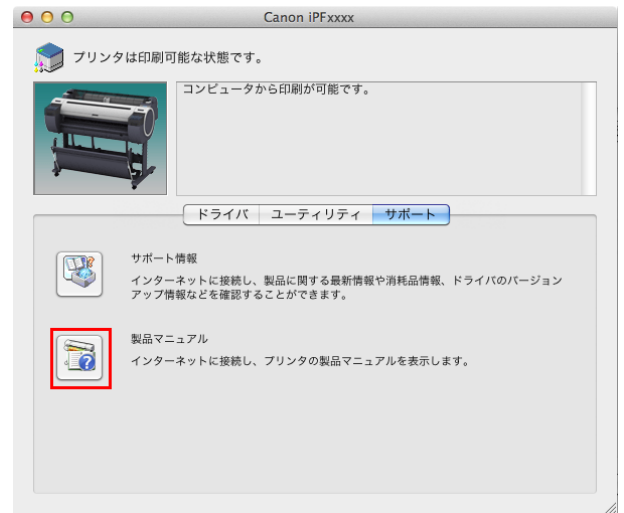 Canon iPFxxxx
プリンタは印刷可能な状態です。
コンピュータから印刷が可能です。
ドライバ ユーティリティ サポート
サポート情報
インターネットに接続し、製品に関する最新情報や消耗品情報、ドライバのバージョン
アップ情報などを確認することができます。
製品マニュアル
インターネットに接続し、プリンタの製品マニュアルを表示します。